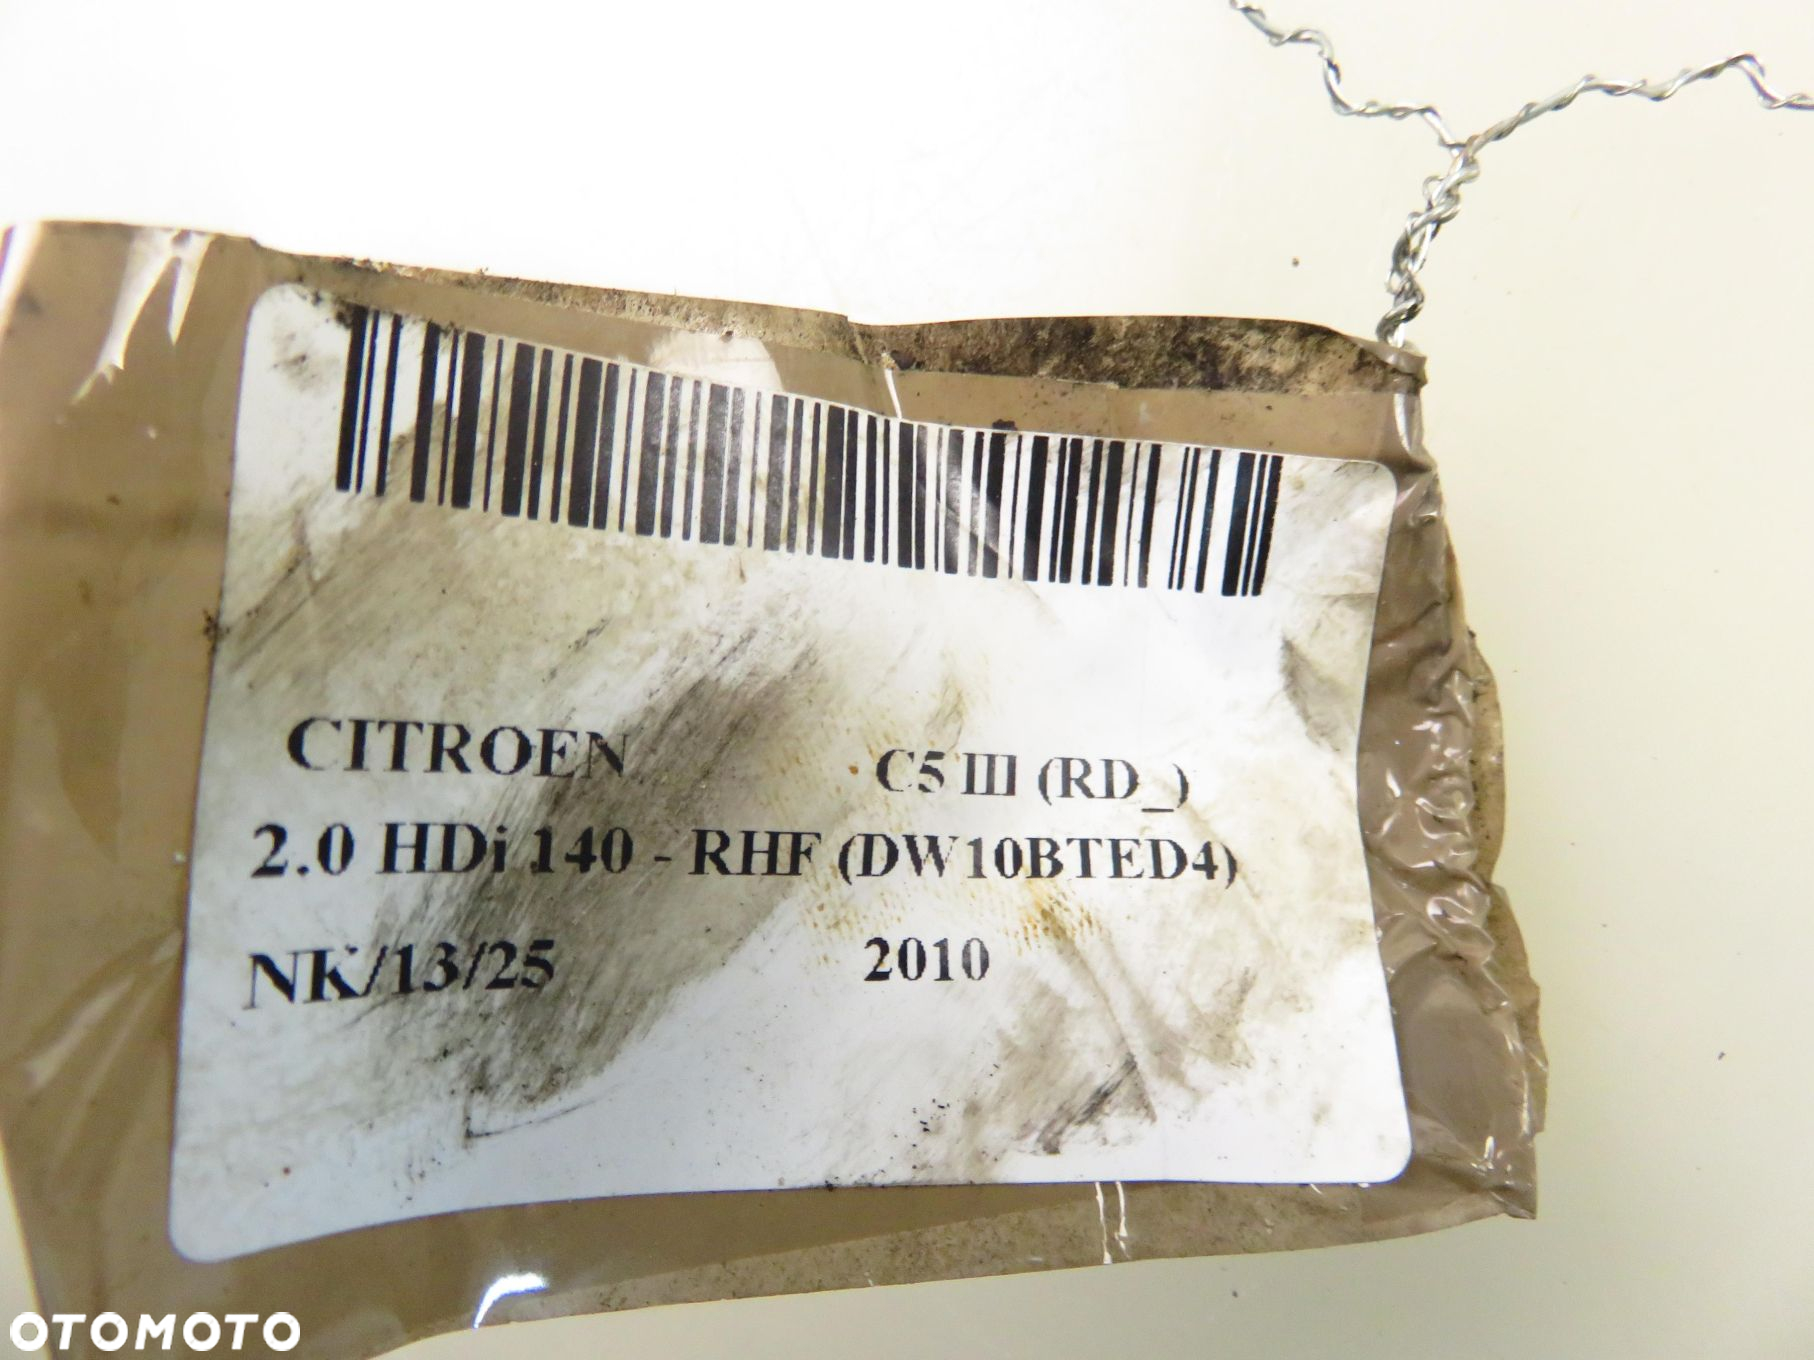 CITROEN C5 III (RD_)
2.0 HDi 140 - RHF (DW10BTED4)
NK/13/25 2010
OTOMOTO